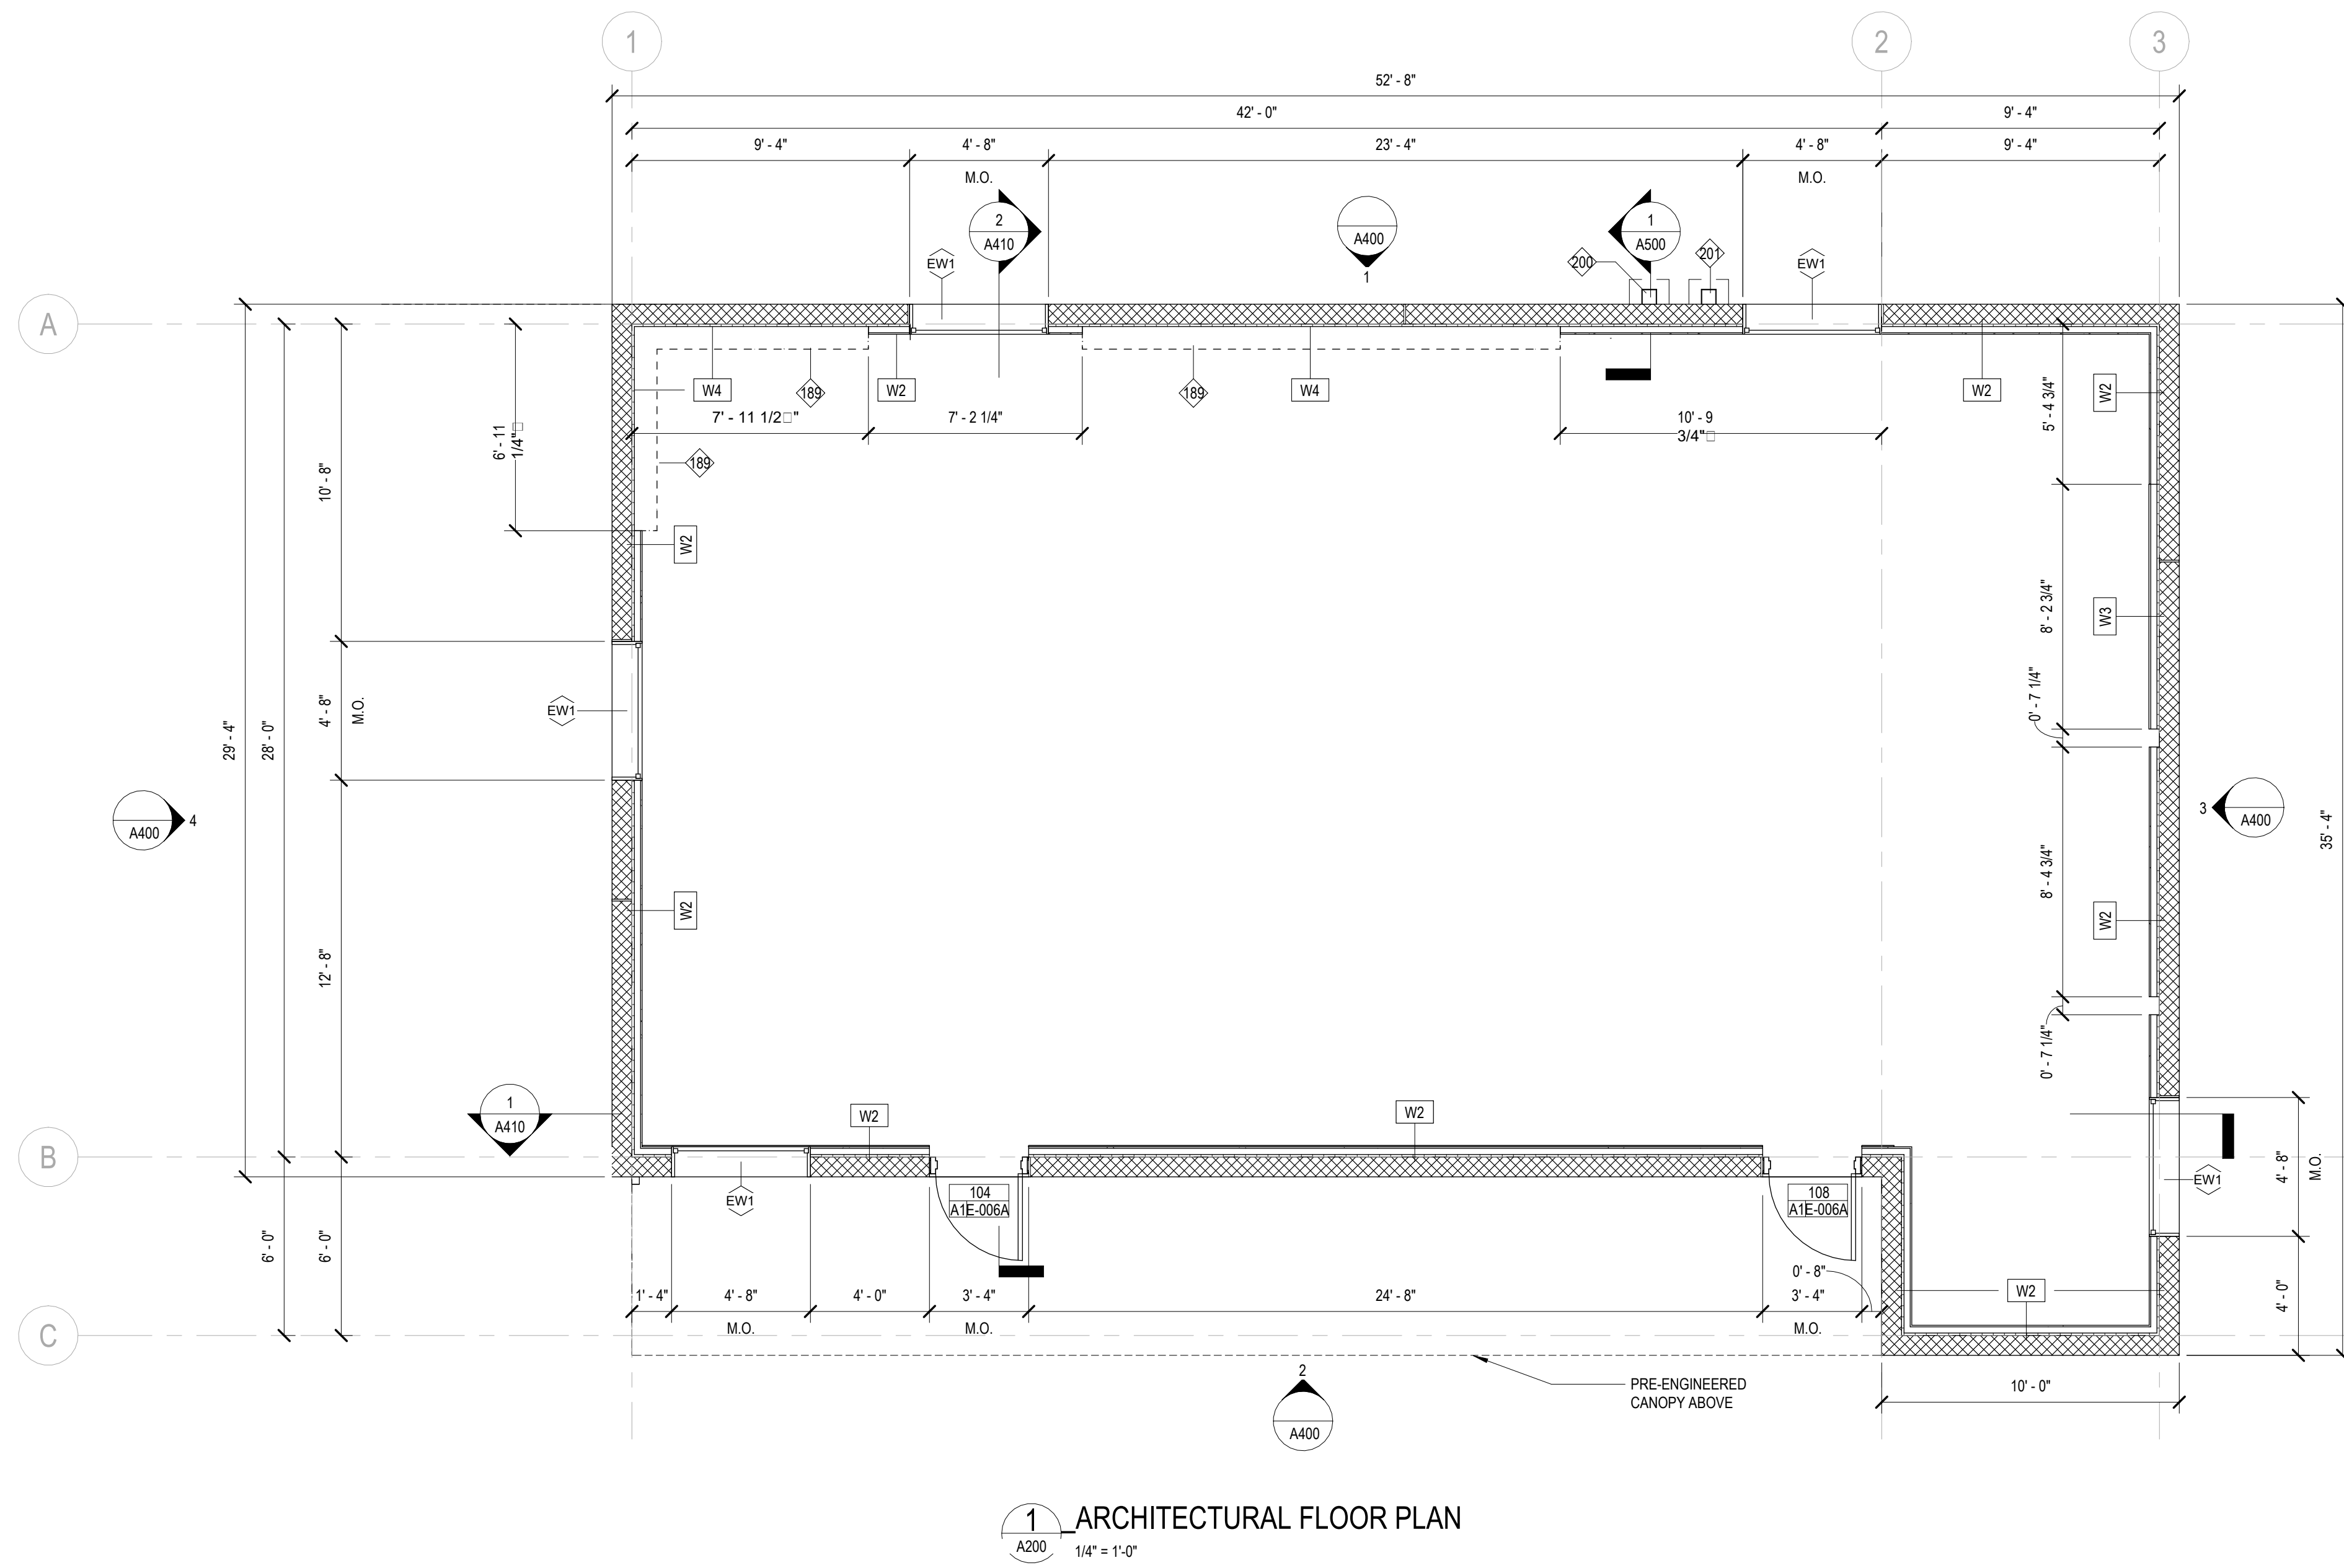 1
2
3
52' - 8"
42' - 0"
9' - 4"
9' - 4"
4' - 8"
23' - 4"
4' - 8"
9' - 4"
M.O.
M.O.
2
A410
A400
1
1
A500
200
201
EW1
EW1
A
W4
189
W2
189
W4
W2
W2
7' - 11 1/2□"
7' - 2 1/4"
10' - 9
3/4"□
5' - 4 3/4"
6' - 11
1/4"□
189
10' - 8"
W2
W3
8' - 2 3/4"
0' - 7 1/4"
EW1
4' - 8"
M.O.
29' - 4"
28' - 0"
A400
4
3
A400
35' - 4"
8' - 4 3/4"
W2
W2
12' - 8"
0' - 7 1/4"
1
A410
W2
W2
B
EW1
104
A1E-006A
108
A1E-006A
4' - 8"
M.O.
EW1
6' - 0"
6' - 0"
0' - 8"
1' - 4"
4' - 8"
4' - 0"
3' - 4"
24' - 8"
3' - 4"
W2
4' - 0"
M.O.
M.O.
M.O.
C
2
A400
PRE-ENGINEERED
CANOPY ABOVE
10' - 0"
1
A200
ARCHITECTURAL FLOOR PLAN
1/4" = 1'-0"